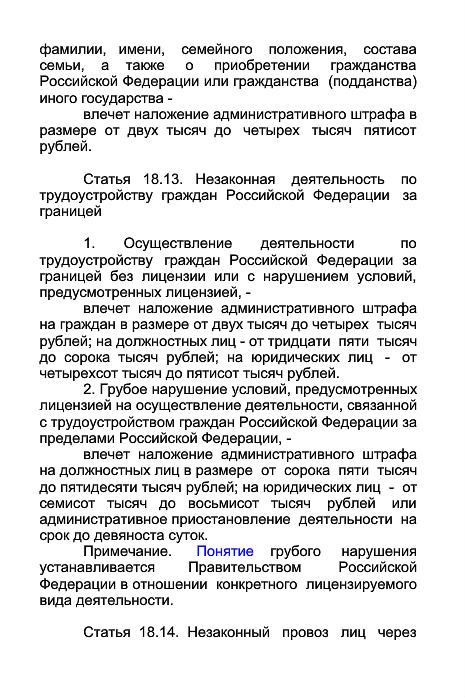 фамилии, имени, семейного положения, состава
семьи, а также о приобретении гражданства
Российской Федерации или гражданства (подданства)
иного государства -
влечет наложение административного штрафа в
размере от двух тысяч до четырех тысяч пятисот
рублей.
Статья 18.13. Незаконная деятельность по
трудоустройству граждан Российской Федерации за
границей
1. Осуществление деятельности по
трудоустройству граждан Российской Федерации за
границей без лицензии или с нарушением условий,
предусмотренных лицензией, -
влечет наложение административного штрафа
на граждан в размере от двух тысяч до четырех тысяч
рублей; на должностных лиц - от тридцати пяти тысяч
до сорока тысяч рублей; на юридических лиц - от
четырехсот тысяч до пятисот тысяч рублей.
2. Грубое нарушение условий, предусмотренных
лицензией на осуществление деятельности, связанной
с трудоустройством граждан Российской Федерации за
пределами Российской Федерации, -
влечет наложение административного штрафа
на должностных лиц в размере от сорока пяти тысяч
до пятидесяти тысяч рублей; на юридических лиц - от
семисот тысяч до восьмисот тысяч рублей или
административное приостановление деятельности на
срок до девяноста суток.
Примечание. Понятие грубого нарушения
устанавливается Правительством Российской
Федерации в отношении конкретного лицензируемого
вида деятельности.
Статья 18.14. Незаконный провоз лиц через